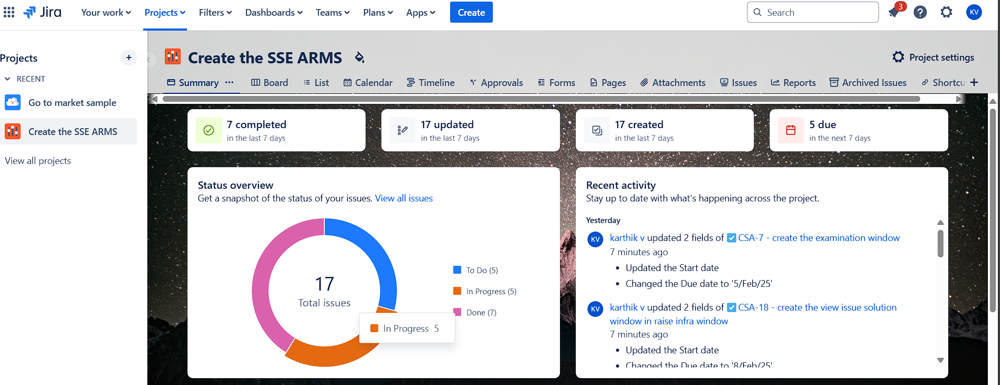 Jira
Your work
Projects
Filters
Dashboards
Teams
Plans
Apps
Create
Search
3
KV
Projects
RECENT
Go to market sample
Create the SSE ARMS
View all projects
Create the SSE ARMS
Project settings
Summary
Board
List
Calendar
Timeline
Approvals
Forms
Pages
Attachments
Issues
Reports
Archived Issues
Shortcu
7 completed
in the last 7 days
17 updated
in the last 7 days
17 created
in the last 7 days
5 due
in the next 7 days
Status overview
Get a snapshot of the status of your issues. View all issues
17
Total issues
To Do (5)
In Progress (5)
Done (7)
In Progress 5
Recent activity
Stay up to date with what's happening across the project.
Yesterday
KV
karthik v updated 2 fields of CSA-7 - create the examination window
7 minutes ago
• Updated the Start date
• Changed the Due date to '5/Feb/25'
KV
karthik v updated 2 fields of CSA-18 - create the view issue solution
window in raise infra window
7 minutes ago
• Updated the Start date
• Changed the Due date to '8/Feb/25'